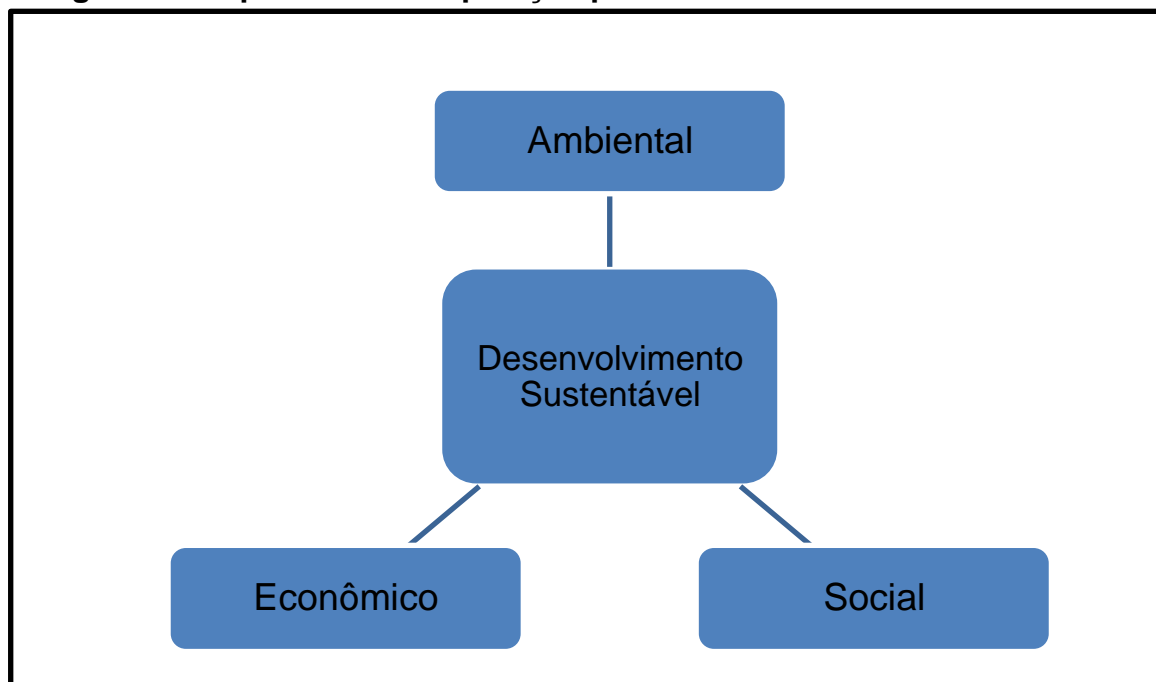 Ambiental
Desenvolvimento
Sustentável
Econômico
Social